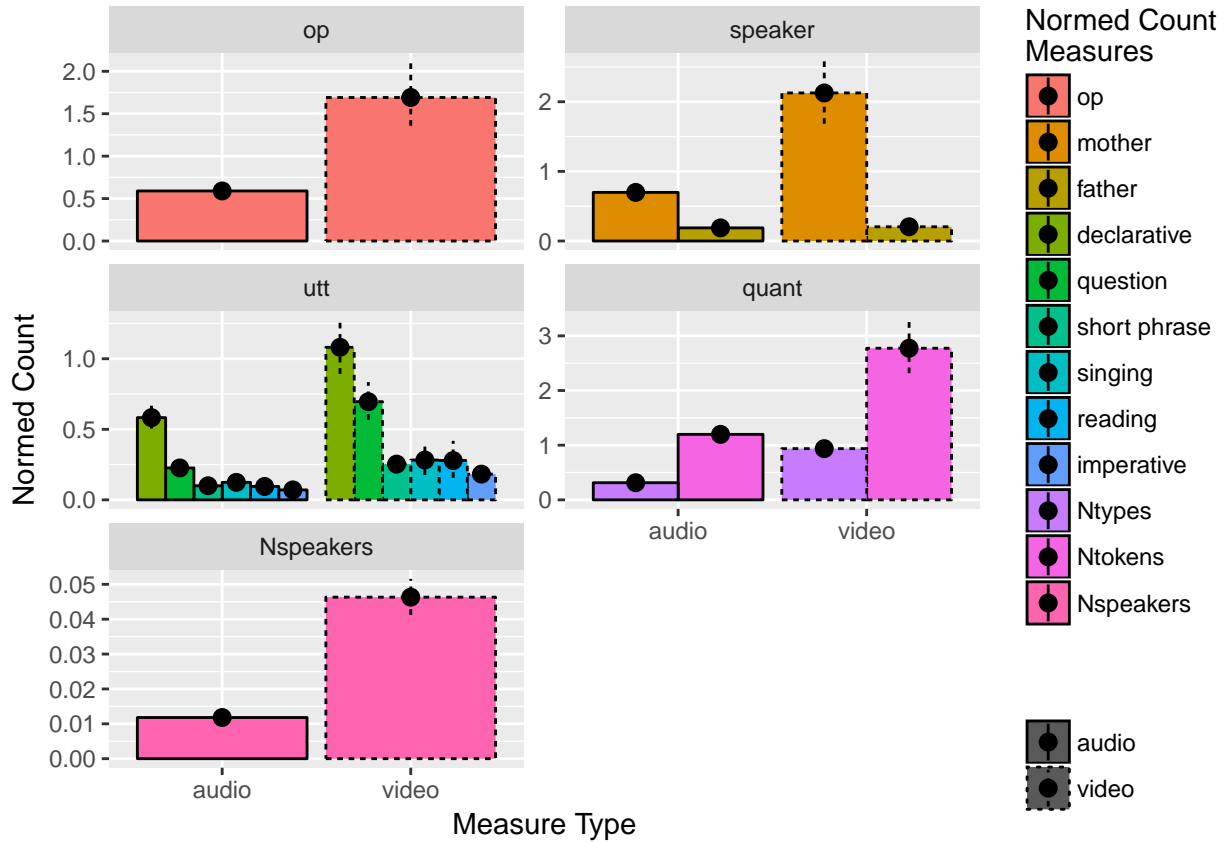 op
2.0
1.5
1.0
0.5
0.0
speaker
2
1
0
utt
1.0
0.5
0.0
quant
3
2
1
0
audio
video
Nspeakers
0.05
0.04
0.03
0.02
0.01
0.00
audio
video
Normed Count
Measure Type
Normed Count
Measures
op
mother
father
declarative
question
short phrase
singing
reading
imperative
Ntypes
Ntokens
Nspeakers
audio
video